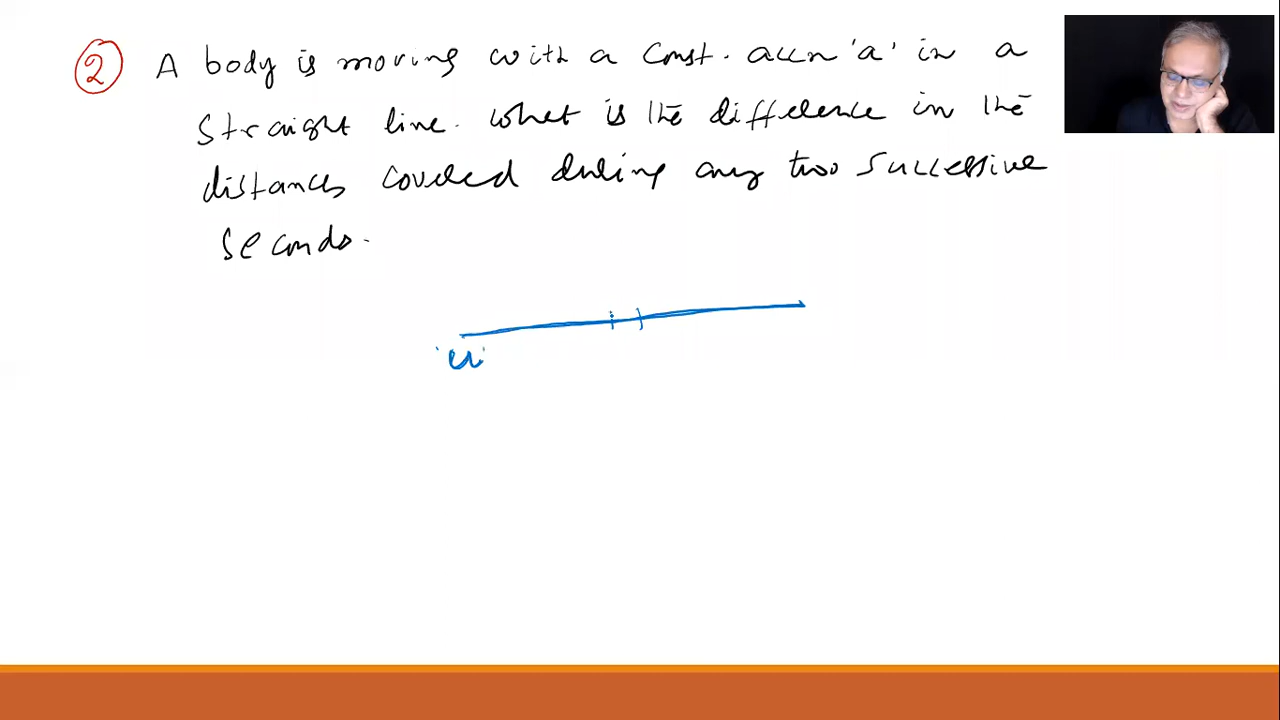 2 A body is moving with a const. accn 'a' in a
straight line. What is the difference in the
distances covered during any two successive
seconds.
'u'